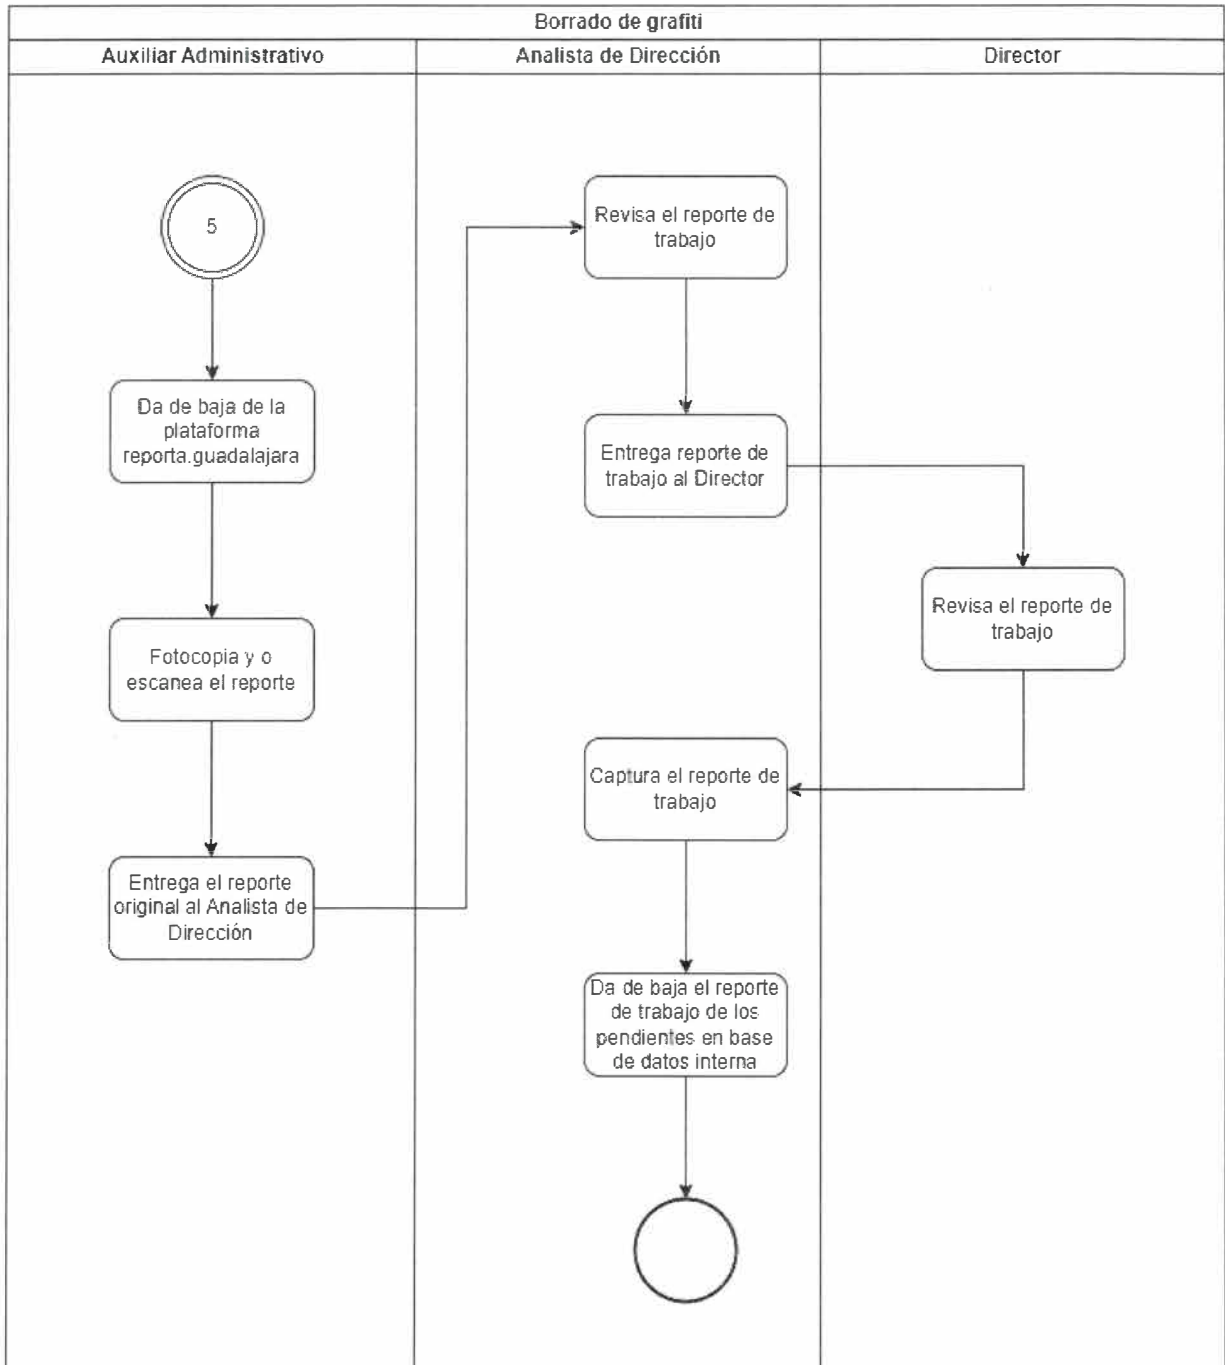 Borrado de grafiti
Auxiliar Administrativo
Analista de Dirección
Director
5
Da de baja de la
plataforma
reporta.guadalajara
Fotocopia y o
escanea el reporte
Entrega el reporte
original al Analista de
Dirección
Revisa el reporte de
trabajo
Entrega reporte de
trabajo al Director
Revisa el reporte de
trabajo
Captura el reporte de
trabajo
Da de baja el reporte
de trabajo de los
pendientes en base
de datos interna